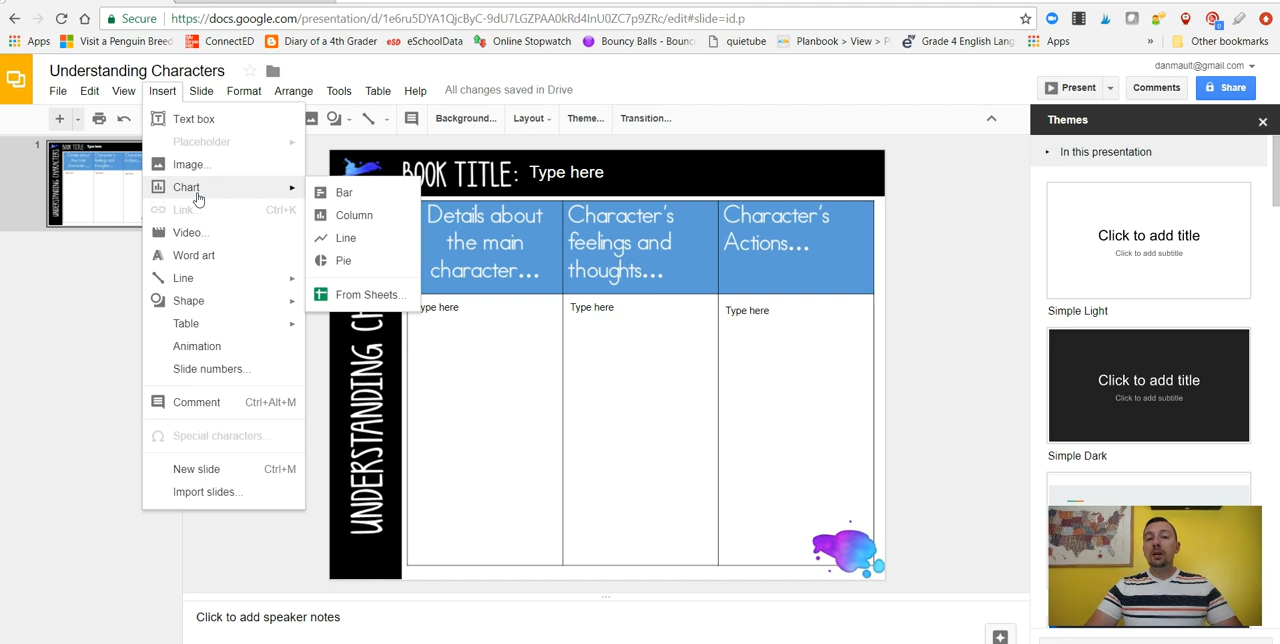 Secure
https://docs.google.com/presentation/d/1e6ru5DYA1QjcByC-9dU7LGZPAA0kRd4InU0ZC7p9ZRc/edit#slide=id.p
Apps
Visit a Penguin Breed
ConnectED
Diary of a 4th Grader
eSchoolData
Online Stopwatch
Bouncy Balls - Bounc
quietube
Planbook > View > P
Grade 4 English Lang
Apps
»
Other bookmarks
Understanding Characters
danmault@gmail.com
File Edit View Insert Slide Format Arrange Tools Table Help
All changes saved in Drive
Present
Comments
Share
Background...
Layout
Theme...
Transition...
Themes
In this presentation
Click to add title
Click to add subtitle
Simple Light
Click to add title
Click to add subtitle
Simple Dark
1
Text box
Placeholder
Image...
Chart
Link... Ctrl+K
Video...
Word art
Line
Shape
Table
Animation
Slide numbers...
Comment Ctrl+Alt+M
Special characters...
New slide Ctrl+M
Import slides...
Bar
Column
Line
Pie
From Sheets...
BOOK TITLE: Type here
Details about
the main
character...
Character's
feelings and
thoughts...
Character's
Actions...
ype here
Type here
Type here
UNDERSTANDING CH
Click to add speaker notes